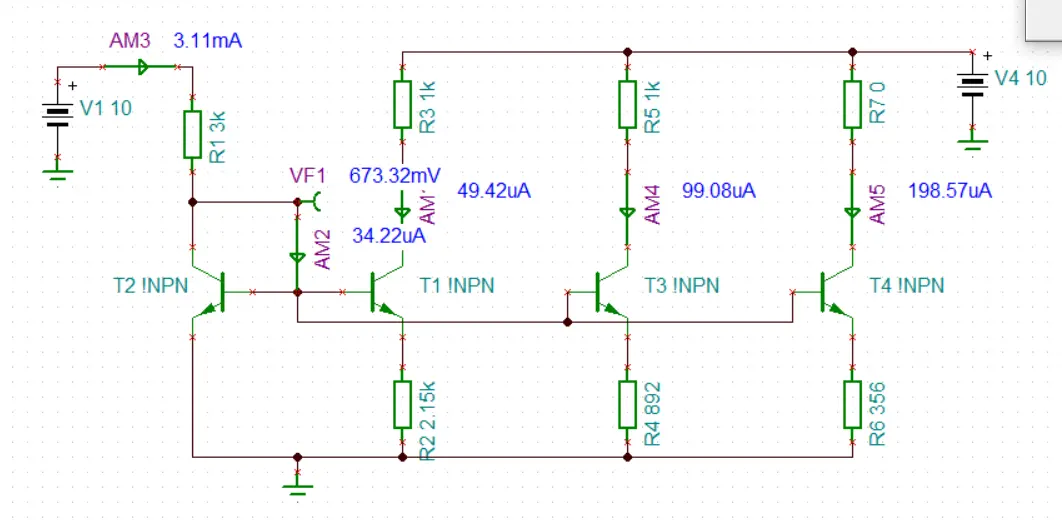 AM3 3.11mA
V1 10
R1 3k
R3 1k
R5 1k
R7 0
V4 10
VF1 673.32mV
AM1 49.42uA
AM4 99.08uA
AM5 198.57uA
AM2 34.22uA
T2 !NPN
T1 !NPN
T3 !NPN
T4 !NPN
R2 2.15k
R4 892
R6 356